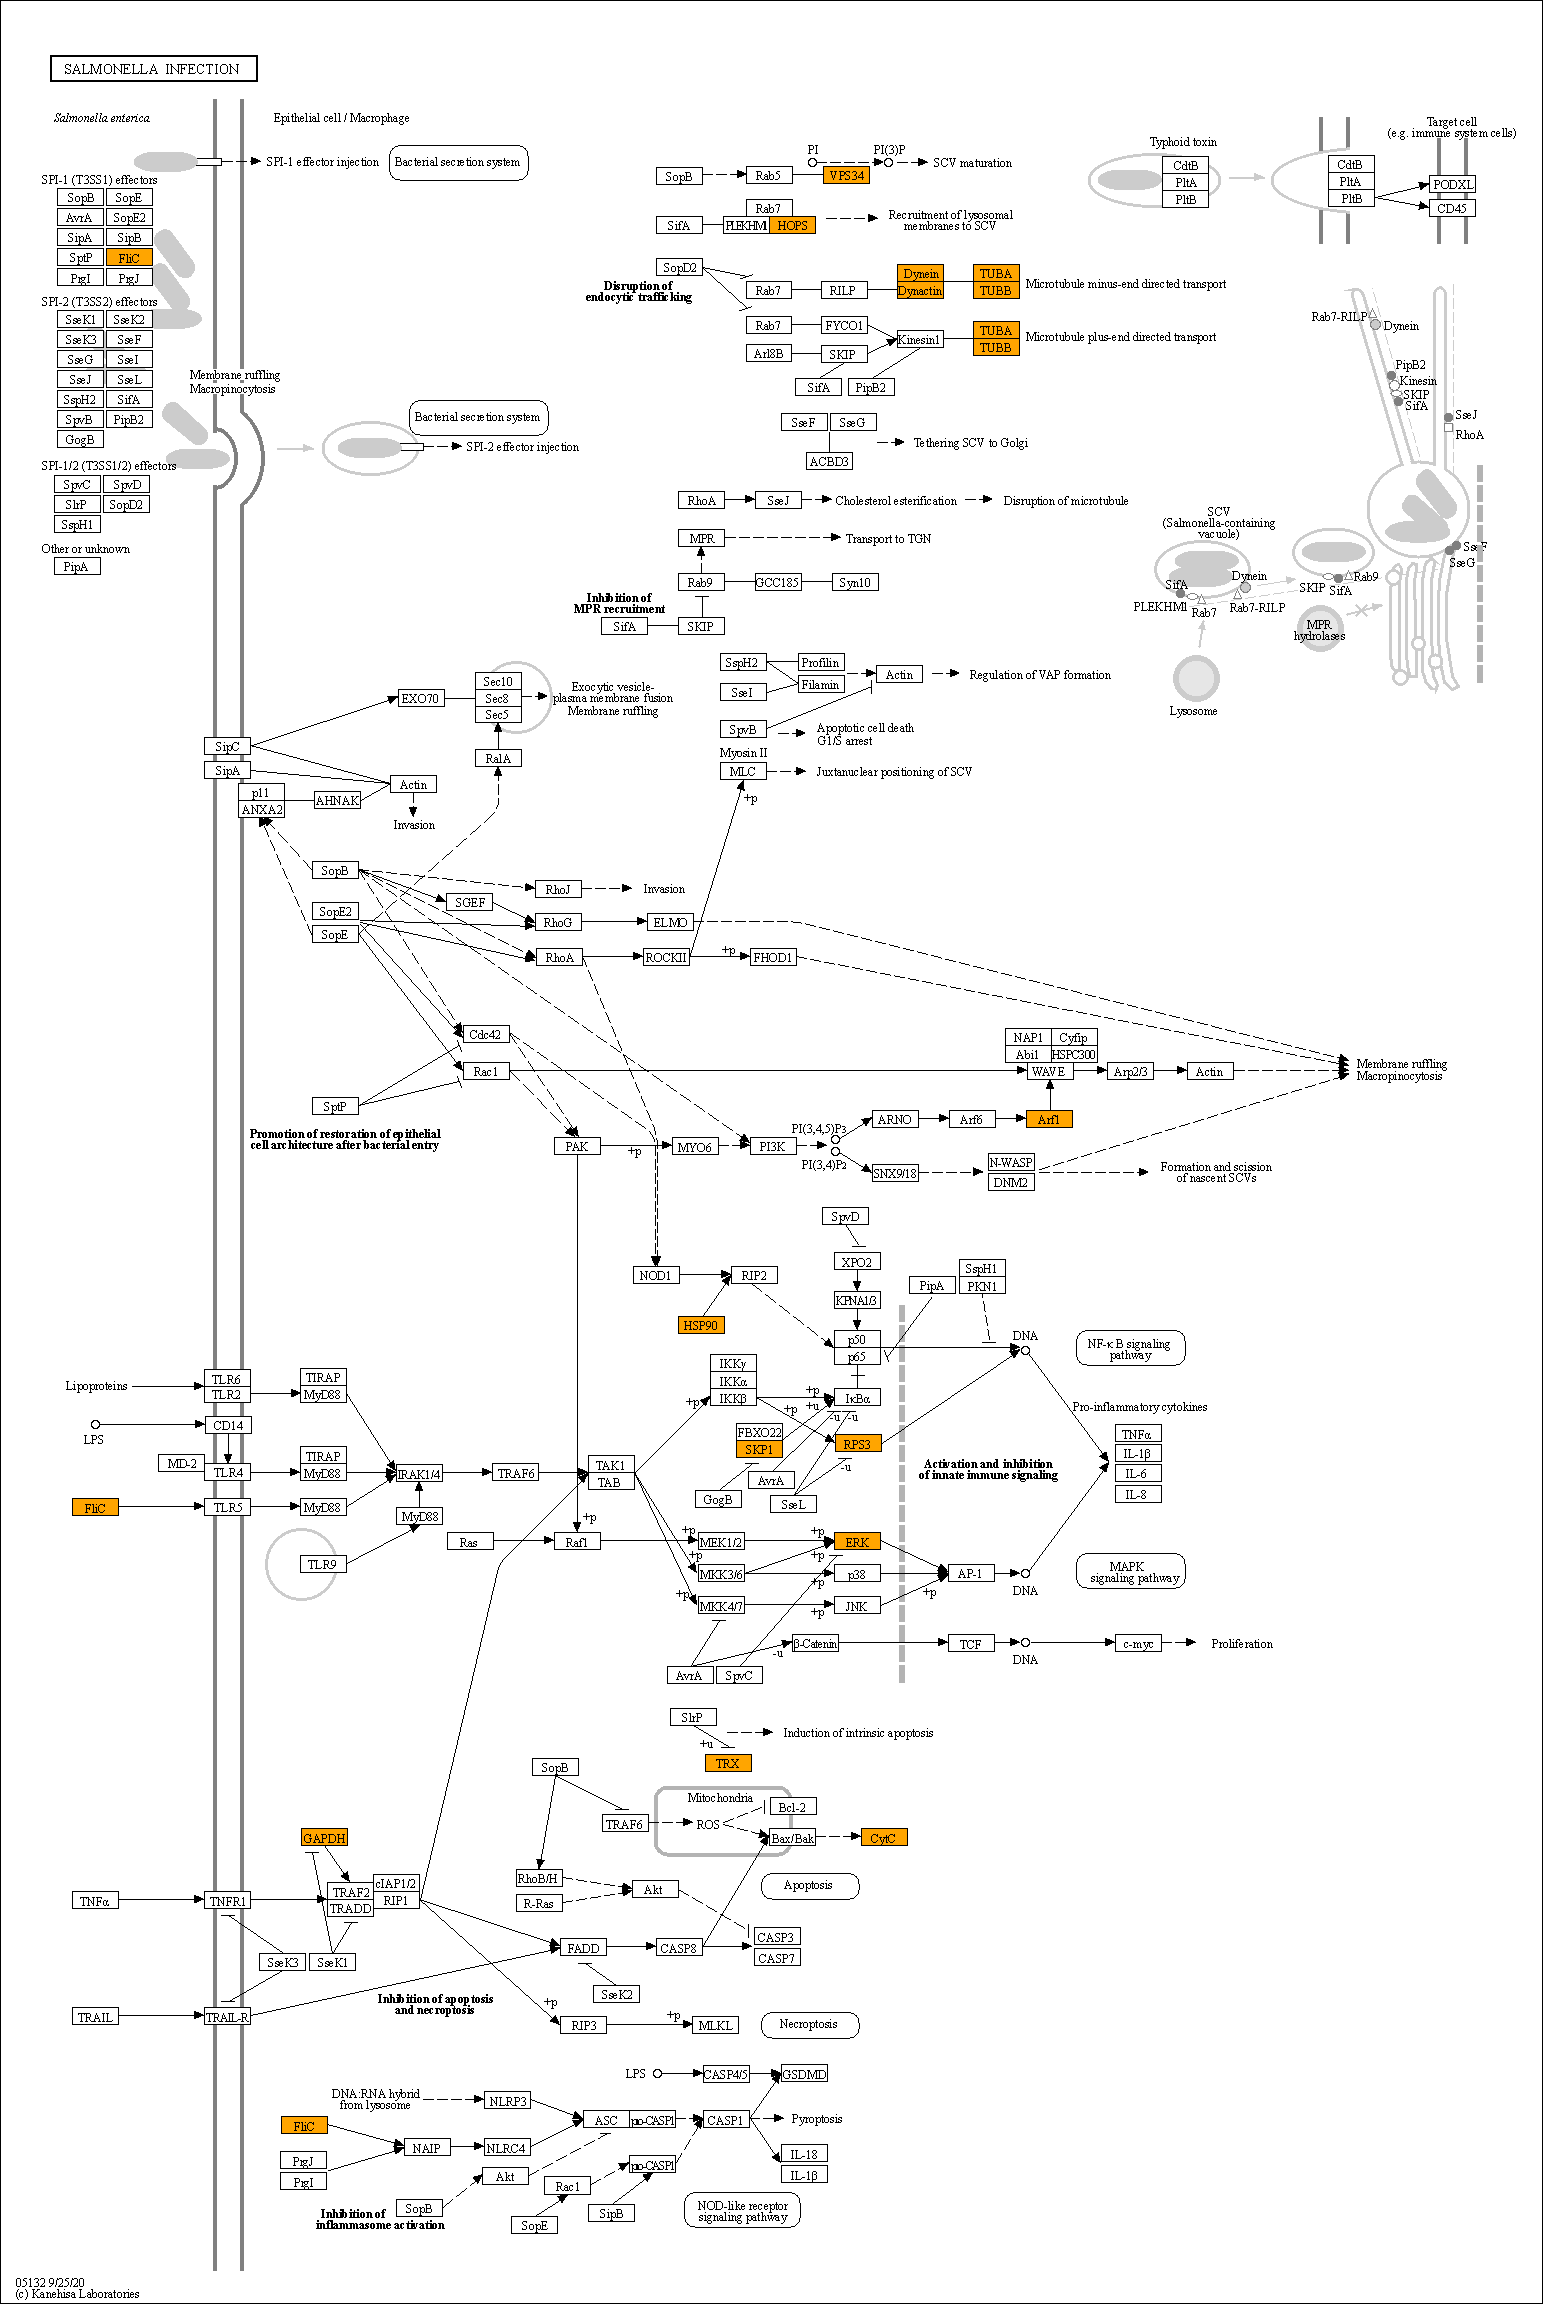 SALMONELLA INFECTION
Salmonella enterica
Epithelial cell / Macrophage
SPI-1 effector injection
Bacterial secretion system
SPI-1 (T3SS1) effectors
SopB
SopE
AvrA
SopE2
SipA
SipB
SptP
FliC
PrgI
PrgJ
SPI-2 (T3SS2) effectors
SseK1
SseK2
SseK3
SseF
SseG
SseI
SseJ
SseL
SspH2
SifA
SpvB
PipB2
GogB
SPI-1/2 (T3SS1/2) effectors
SpvC
SpvD
SlrP
SopD2
SspH1
Other or unknown
PipA
Membrane ruffling
Macropinocytosis
Bacterial secretion system
SPI-2 effector injection
PI
PI(3)P
SCV maturation
SopB
Rab5
VPS34
Rab7
SifA
PLEKHM1
HOPS
Recruitment of lysosomal
membranes to SCV
SopD2
Disruption of
endocytic trafficking
Rab7
RILP
Dynein
Dynactin
TUBA
TUBB
Microtubule minus-end directed transport
Rab7
FYCO1
Arl8B
SKIP
Kinesin1
TUBA
TUBB
Microtubule plus-end directed transport
SifA
PipB2
SseF
SseG
ACBD3
Tethering SCV to Golgi
RhoA
SseJ
Cholesterol esterification
Disruption of microtubule
MPR
Transport to TGN
Rab9
GCC185
Syn10
Inhibition of
MPR recruitment
SifA
SKIP
Typhoid toxin
CdtB
PltA
PltB
CdtB
PltA
PltB
Target cell
(e.g. immune system cells)
PODXL
CD45
Rab7-RILP
Dynein
PipB2
Kinesin
SKIP
SifA
SseJ
RhoA
SCV
(Salmonella-containing
vacuole)
SseF
SseG
SifA
Dynein
PLEKHM1
Rab7
Rab7-RILP
SKIP
SifA
Rab9
MPR
hydrolases
Lysosome
SspH2
Profilin
SseI
Filamin
Actin
Regulation of VAP formation
SpvB
Apoptotic cell death
G1/S arrest
Myosin II
MLC
Juxtanuclear positioning of SCV
+p
EXO70
Sec10
Sec8
Sec5
Exocytic vesicle-
plasma membrane fusion
Membrane ruffling
SipC
SipA
RalA
Actin
p11
ANXA2
AHNAK
Invasion
SopB
SopE2
SopE
SGEF
RhoJ
Invasion
RhoG
ELMO
RhoA
ROCKII
+p
FHOD1
Cdc42
Rac1
SptP
Promotion of restoration of epithelial
cell architecture after bacterial entry
NAP1
Cyfip
Abi1
HSPC300
WAVE
Arp2/3
Actin
Membrane ruffling
Macropinocytosis
PAK
+p
MYO6
PI3K
PI(3,4,5)P3
PI(3,4)P2
ARNO
Arf6
Arf1
SNX9/18
N-WASP
DNM2
Formation and scission
of nascent SCVs
SpvD
XPO2
KPNA1/3
NOD1
RIP2
HSP90
p50
p65
PipA
SspH1
PKN1
DNA
NF-κB signaling
pathway
Lipoproteins
TLR6
TLR2
TIRAP
MyD88
LPS
CD14
MD-2
TLR4
TIRAP
MyD88
FliC
TLR5
MyD88
IRAK1/4
MyD88
TLR9
TRAF6
TAK1
TAB
IKKγ
IKKα
IKKβ
+p
+p
+u
+p
-u
-u
IκBα
FBXO22
SKP1
RPS3
AvrA
GogB
SseL
-u
Activation and inhibition
of innate immune signaling
Pro-inflammatory cytokines
TNFα
IL-1β
IL-6
IL-8
Ras
Raf1
+p
+p
MEK1/2
+p
ERK
+p
MKK3/6
+p
p38
+p
+p
MKK4/7
+p
JNK
AP-1
+p
DNA
MAPK
signaling pathway
AvrA
SpvC
-u
β-Catenin
TCF
DNA
c-myc
Proliferation
SlrP
+u
TRX
Induction of intrinsic apoptosis
SopB
TRAF6
Mitochondria
ROS
Bcl-2
Bax/Bak
CytC
RhoB/H
R-Ras
Akt
Apoptosis
GAPDH
TNFα
TNFR1
TRAF2
TRADD
cIAP1/2
RIP1
SseK3
SseK1
FADD
CASP8
CASP3
CASP7
SseK2
TRAIL
TRAIL-R
Inhibition of apoptosis
and necroptosis
+p
RIP3
+p
MLKL
Necroptosis
LPS
CASP4/5
GSDMD
DNA:RNA hybrid
from lysosome
NLRP3
FliC
PrgJ
PrgI
NAIP
NLRC4
ASC
pro-CASP1
CASP1
Pyroptosis
IL-18
IL-1β
Akt
SopB
Rac1
pro-CASP1
SopE
SipB
Inhibition of
inflammasome activation
NOD-like receptor
signaling pathway
05132 9/25/20
(c) Kanehisa Laboratories